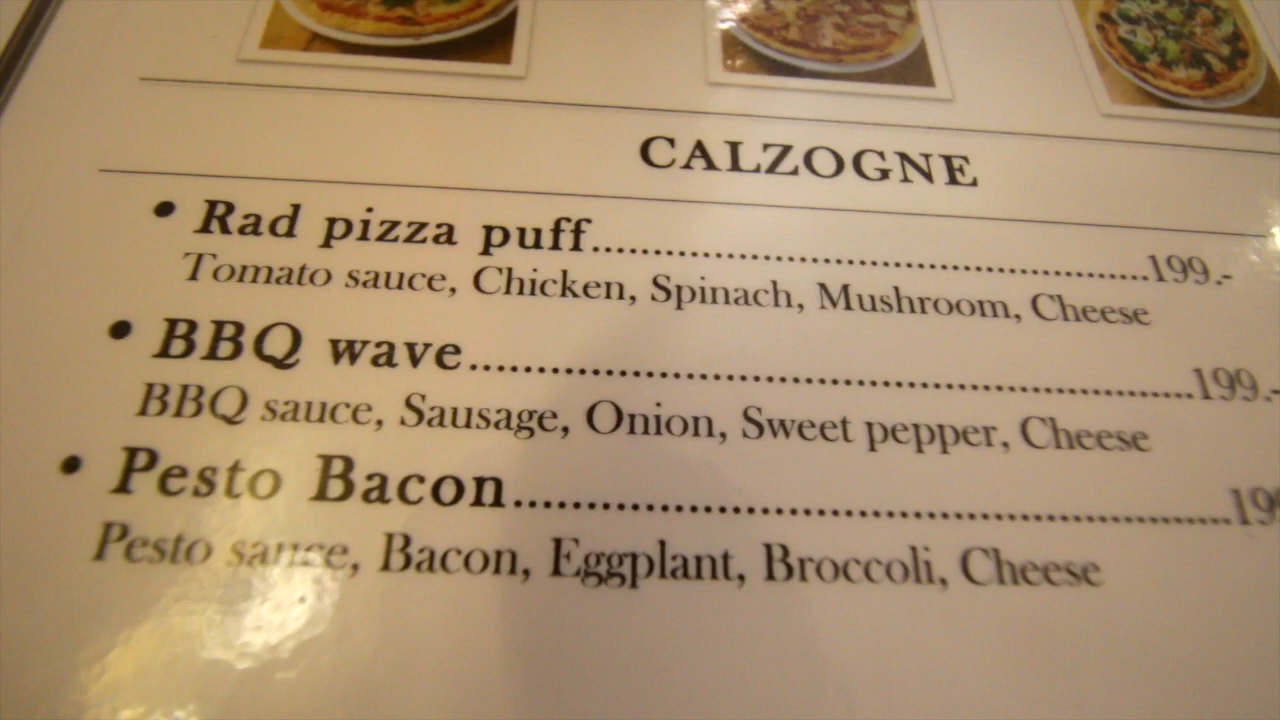 CALZOGNE
• Rad pizza puff..........................................199.-
Tomato sauce, Chicken, Spinach, Mushroom, Cheese
• BBQ wave......................................................199.-
BBQ sauce, Sausage, Onion, Sweet pepper, Cheese
• Pesto Bacon.....................................................
Pesto sauce, Bacon, Eggplant, Broccoli, Cheese